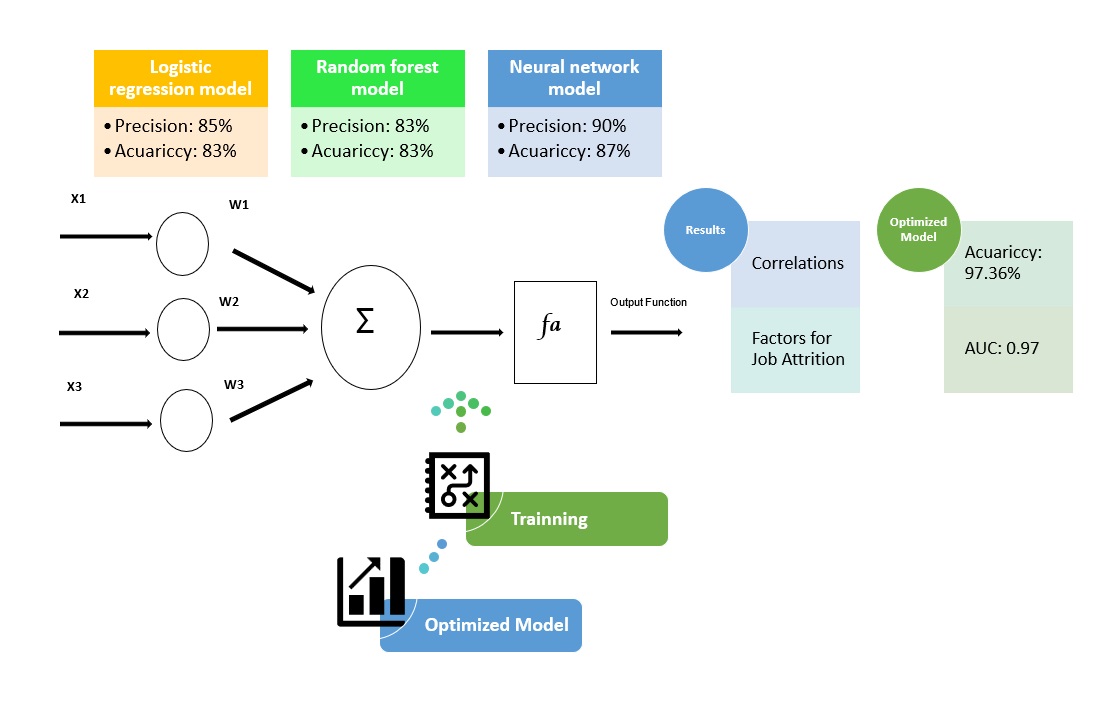 Logistic
regression model
• Precision: 85%
• Acuariccy: 83%
Random forest
model
• Precision: 83%
• Acuariccy: 83%
Neural network
model
• Precision: 90%
• Acuariccy: 87%
X1
W1
X2
W2
X3
W3
Σ
fa
Output Function
Results
Correlations
Factors for
Job Attrition
Optimized
Model
Acuariccy:
97.36%
AUC: 0.97
Trainning
Optimized Model